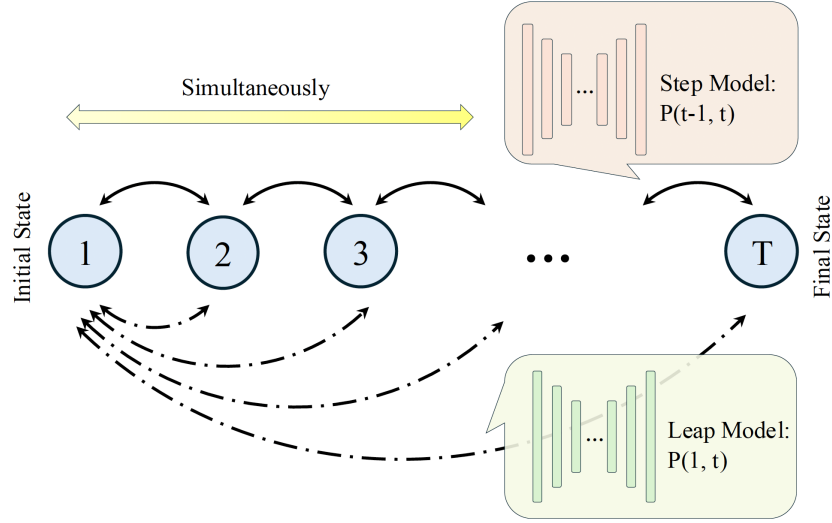 Simultaneously
...
Step Model:
P(t-1, t)
Initial State
1
2
3
...
T
Final State
...
Leap Model:
P(1, t)